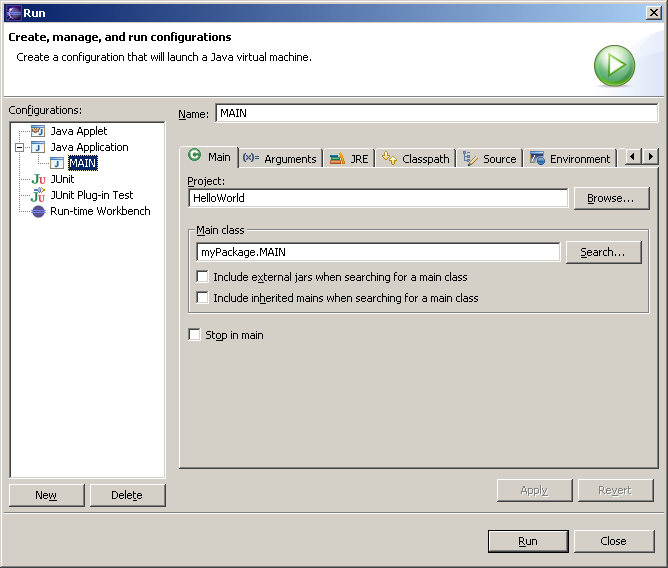 Run
Create, manage, and run configurations
Create a configuration that will launch a Java virtual machine.
Configurations:
Java Applet
Java Application
MAIN
JUnit
JUnit Plug-in Test
Run-time Workbench
New
Delete
Name: MAIN
Main Arguments JRE Classpath Source Environment
Project:
HelloWorld
Browse...
Main class
myPackage.MAIN
Search...
Include external jars when searching for a main class
Include inherited mains when searching for a main class
Stop in main
Apply
Revert
Run
Close